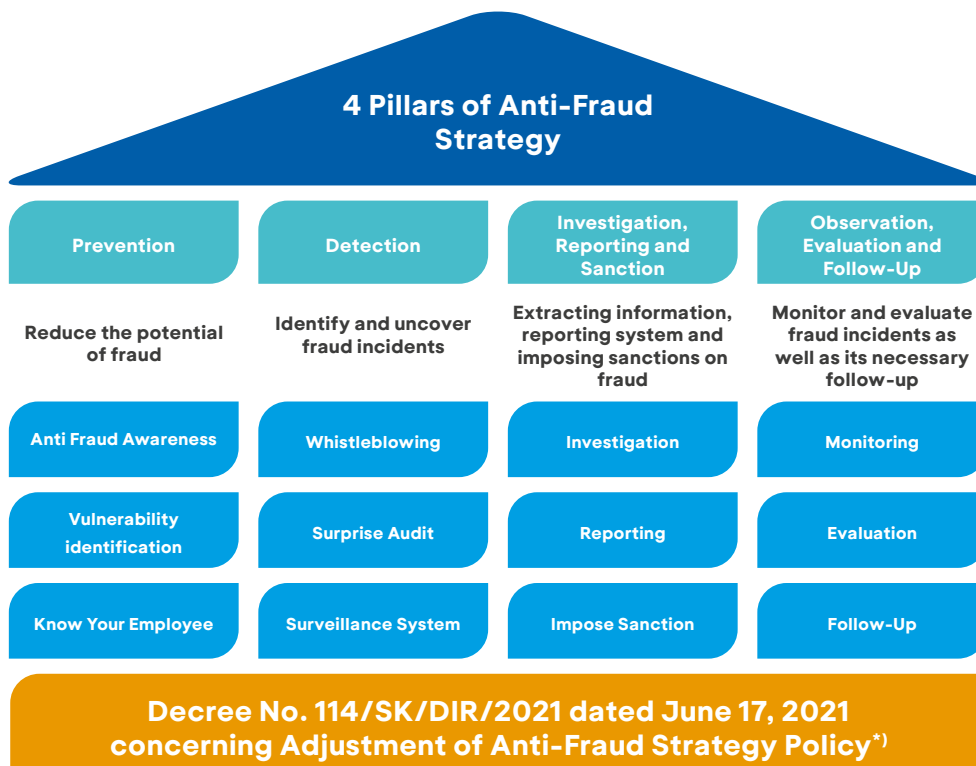 4 Pillars of Anti-Fraud
Strategy
Prevention
Detection
Investigation,
Reporting and
Sanction
Observation,
Evaluation and
Follow-Up
Reduce the potential
of fraud
Identify and uncover
fraud incidents
Extracting information,
reporting system and
imposing sanctions on
fraud
Monitor and evaluate
fraud incidents as
well as its necessary
follow-up
Anti Fraud Awareness
Whistleblowing
Investigation
Monitoring
Vulnerability
identification
Surprise Audit
Reporting
Evaluation
Know Your Employee
Surveillance System
Impose Sanction
Follow-Up
Decree No. 114/SK/DIR/2021 dated June 17, 2021
concerning Adjustment of Anti-Fraud Strategy Policy*)